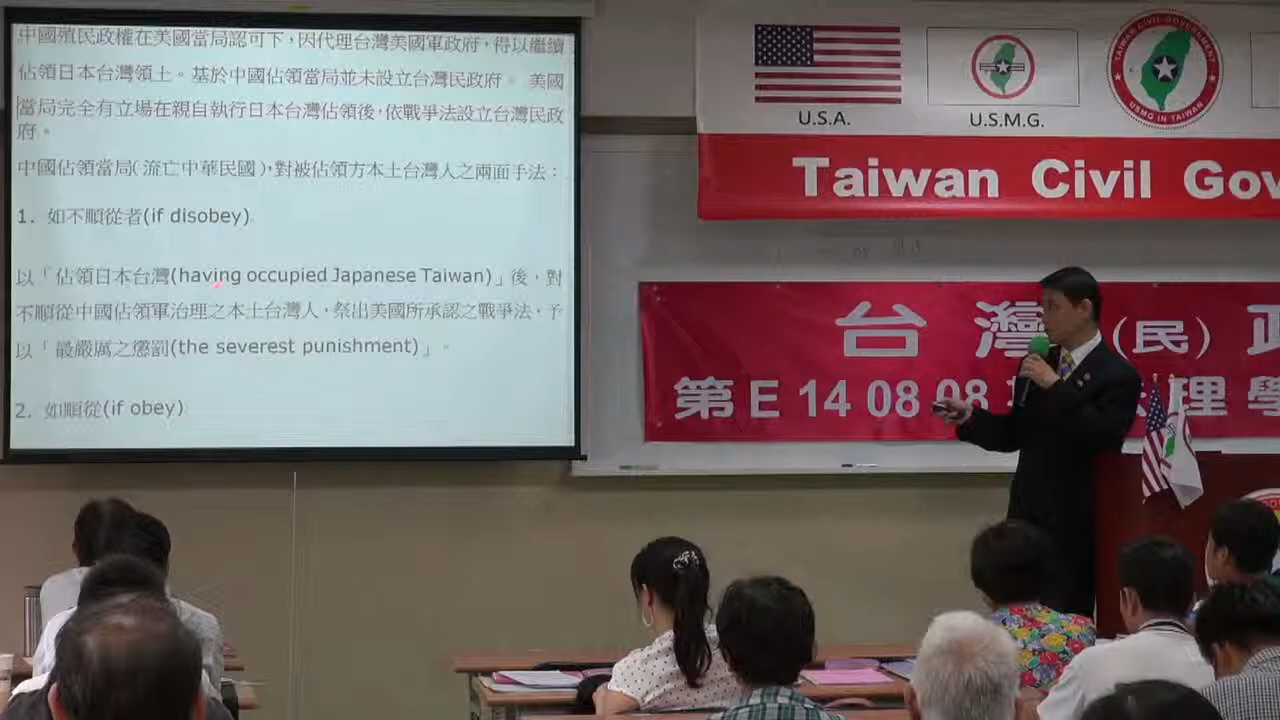 中國殖民政權在美國當局認可下，因代理台灣美國軍政府，得以繼續
佔領日本台灣領土。基於中國佔領當局並未設立台灣民政府。 美國
當局完全有立場在親自執行日本台灣佔領後，依戰爭法設立台灣民政
府。
中國佔領當局(流亡中華民國)，對被佔領方本土台灣人之兩面手法：
1. 如不順從者(if disobey)
以「佔領日本台灣(having occupied Japanese Taiwan)」後，對
不順從中國佔領軍治理之本土台灣人，祭出美國所承認之戰爭法，予
以「最嚴厲之懲罰(the severest punishment)」。
2. 如順從(if obey)
U.S.A.
U.S.M.G.
TAIWAN CIVIL GOVERNMENT
USMG IN TAIWAN
Taiwan Civil Gov
台 灣 (民) 政
第E 14 08 08 理學